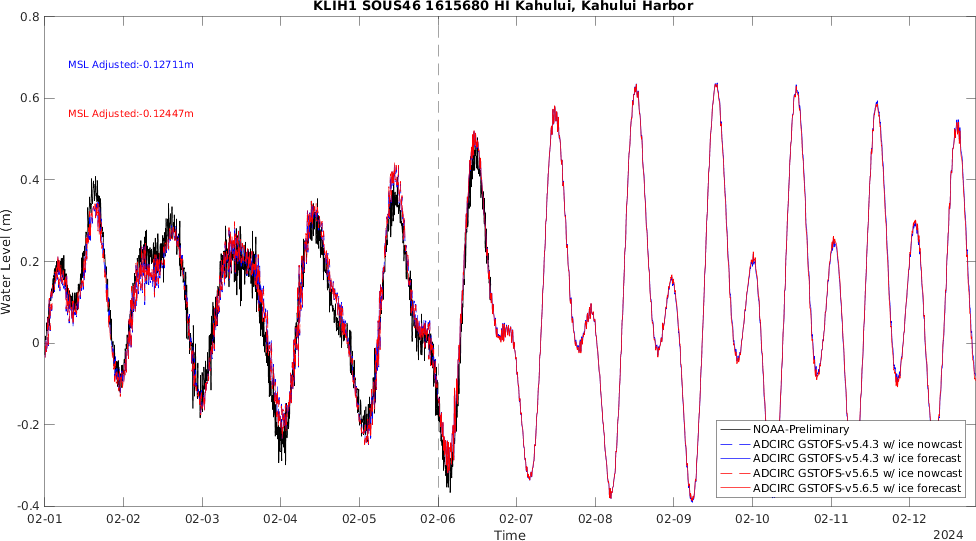 KLIH1 SOUS46 1615680 HI Kahului, Kahului Harbor
0.8
0.6
0.4
0.2
0
-0.2
-0.4
Water Level (m)
MSL Adjusted:-0.12711m
MSL Adjusted:-0.12447m
NOAA-Preliminary
ADCIRC GSTOFS-v5.4.3 w/ ice nowcast
ADCIRC GSTOFS-v5.4.3 w/ ice forecast
ADCIRC GSTOFS-v5.6.5 w/ ice nowcast
ADCIRC GSTOFS-v5.6.5 w/ ice forecast
02-01 02-02 02-03 02-04 02-05 02-06 02-07 02-08 02-09 02-10 02-11 02-12
Time
2024